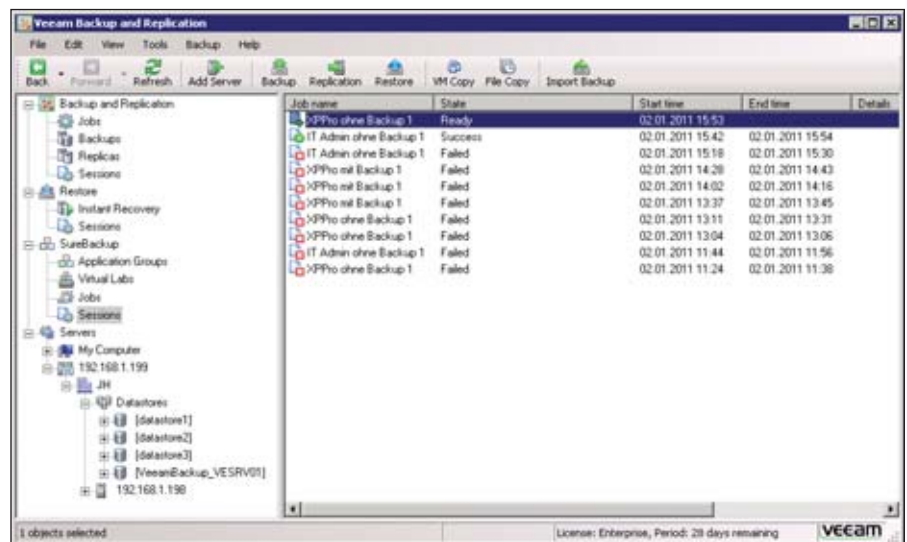 Veeam Backup and Replication
File Edit View Tools Backup Help
Back Forward Refresh Add Server Backup Replication Restore VM Copy File Copy Import Backup
Backup and Replication
Jobs
Backups
Replicas
Sessions
Restore
Instant Recovery
Sessions
SureBackup
Application Groups
Virtual Labs
Jobs
Sessions
Servers
My Computer
192.168.1.199
JH
Datastores
[datastore1]
[datastore2]
[datastore3]
[VeeamBackup_VESRV01]
192.168.1.198
Job name State Start time End time Details
XPPro ohne Backup 1 Ready 02.01.2011 15:53
IT Admin ohne Backup 1 Success 02.01.2011 15:42 02.01.2011 15:54
IT Admin ohne Backup 1 Failed 02.01.2011 15:18 02.01.2011 15:30
XPPro mit Backup 1 Failed 02.01.2011 14:28 02.01.2011 14:43
XPPro mit Backup 1 Failed 02.01.2011 14:02 02.01.2011 14:16
XPPro mit Backup 1 Failed 02.01.2011 13:37 02.01.2011 13:45
XPPro ohne Backup 1 Failed 02.01.2011 13:11 02.01.2011 13:31
XPPro ohne Backup 1 Failed 02.01.2011 13:04 02.01.2011 13:06
IT Admin ohne Backup 1 Failed 02.01.2011 11:44 02.01.2011 11:56
XPPro ohne Backup 1 Failed 02.01.2011 11:24 02.01.2011 11:38
1 objects selected
License: Enterprise, Period: 28 days remaining
veeam